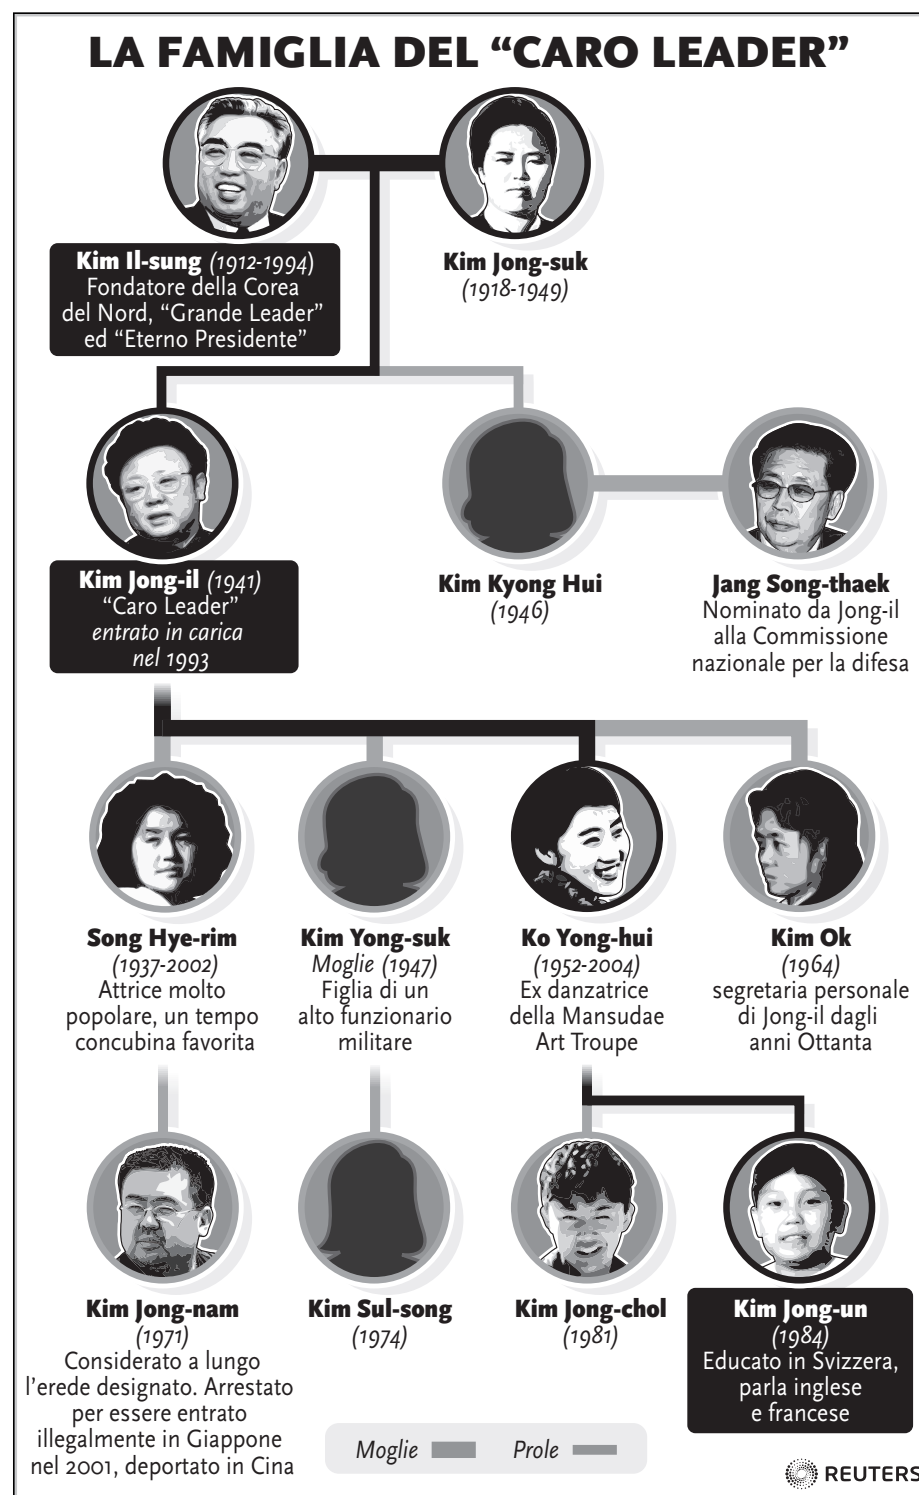 LA FAMIGLIA DEL “CARO LEADER”
Kim Il-sung (1912-1994)
Fondatore della Corea
del Nord, “Grande Leader”
ed “Eterno Presidente”
Kim Jong-suk
(1918-1949)
Kim Jong-il (1941)
“Caro Leader”
entrato in carica
nel 1993
Kim Kyong Hui
(1946)
Jang Song-thaek
Nominato da Jong-il
alla Commissione
nazionale per la difesa
Song Hye-rim
(1937-2002)
Attrice molto
popolare, un tempo
concubina favorita
Kim Yong-suk
Moglie (1947)
Figlia di un
alto funzionario
militare
Ko Yong-hui
(1952-2004)
Ex danzatrice
della Mansudae
Art Troupe
Kim Ok
(1964)
segretaria personale
di Jong-il dagli
anni Ottanta
Kim Jong-nam
(1971)
Considerato a lungo
l’erede designato. Arrestato
per essere entrato
illegalmente in Giappone
nel 2001, deportato in Cina
Kim Sul-song
(1974)
Kim Jong-chol
(1981)
Kim Jong-un
(1984)
Educato in Svizzera,
parla inglese
e francese
Moglie
Prole
REUTERS